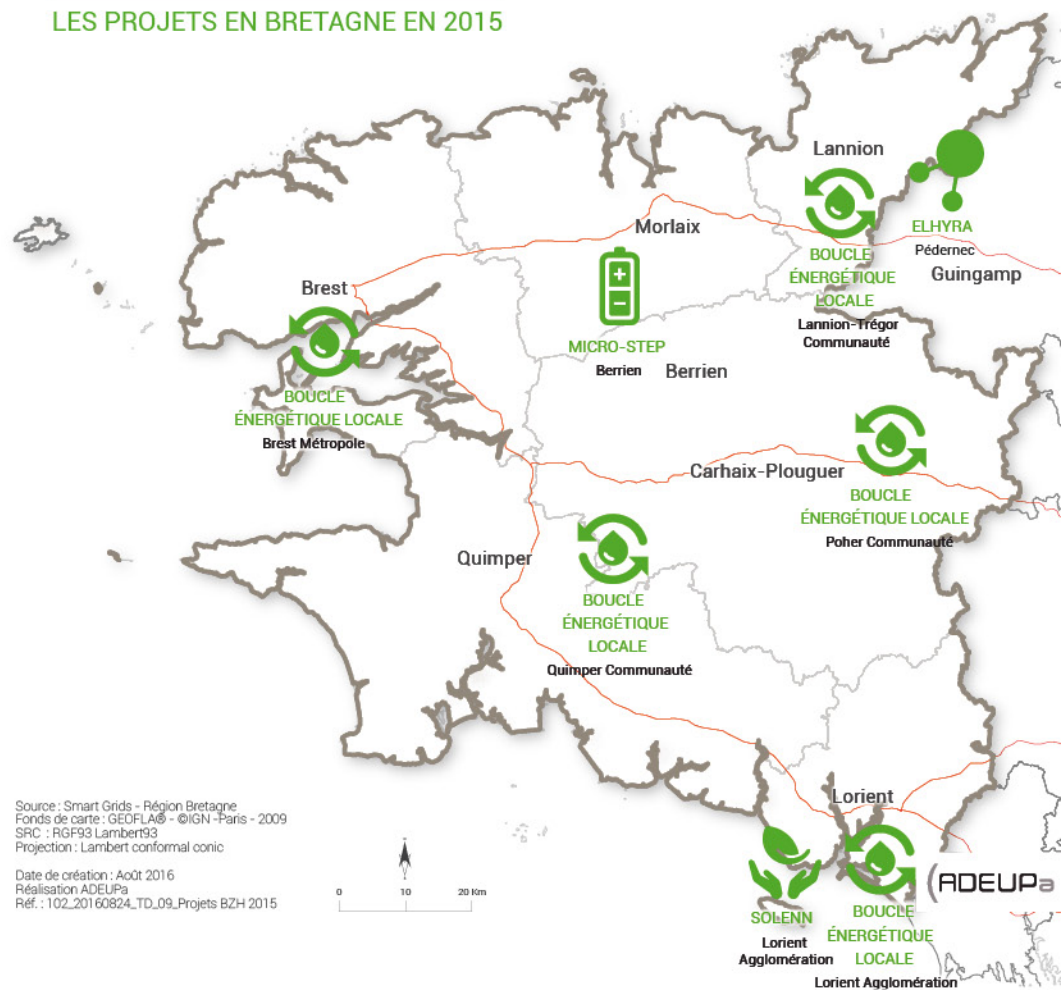 LES PROJETS EN BRETAGNE EN 2015
Lannion
ELHYRA
Pédernec
Guingamp
BOUCLE
ÉNERGÉTIQUE
LOCALE
Lannion-Trégor
Communauté
Morlaix
+
−
MICRO-STEP
Berrien
Berrien
Brest
BOUCLE
ÉNERGÉTIQUE LOCALE
Brest Métropole
Carhaix-Plouguer
BOUCLE
ÉNERGÉTIQUE LOCALE
Poher Communauté
Quimper
BOUCLE
ÉNERGÉTIQUE
LOCALE
Quimper Communauté
Lorient
SOLENN
Lorient
Agglomération
BOUCLE
ÉNERGÉTIQUE
LOCALE
Lorient Agglomération
ADEUPa
Source : Smart Grids - Région Bretagne
Fonds de carte : GEOFLA® - ©IGN -Paris - 2009
SRC : RGF93 Lambert93
Projection : Lambert conformal conic
Date de création : Août 2016
Réalisation ADEUPa
Réf. : 102_20160824_TD_09_Projets BZH 2015
0 10 20 Km